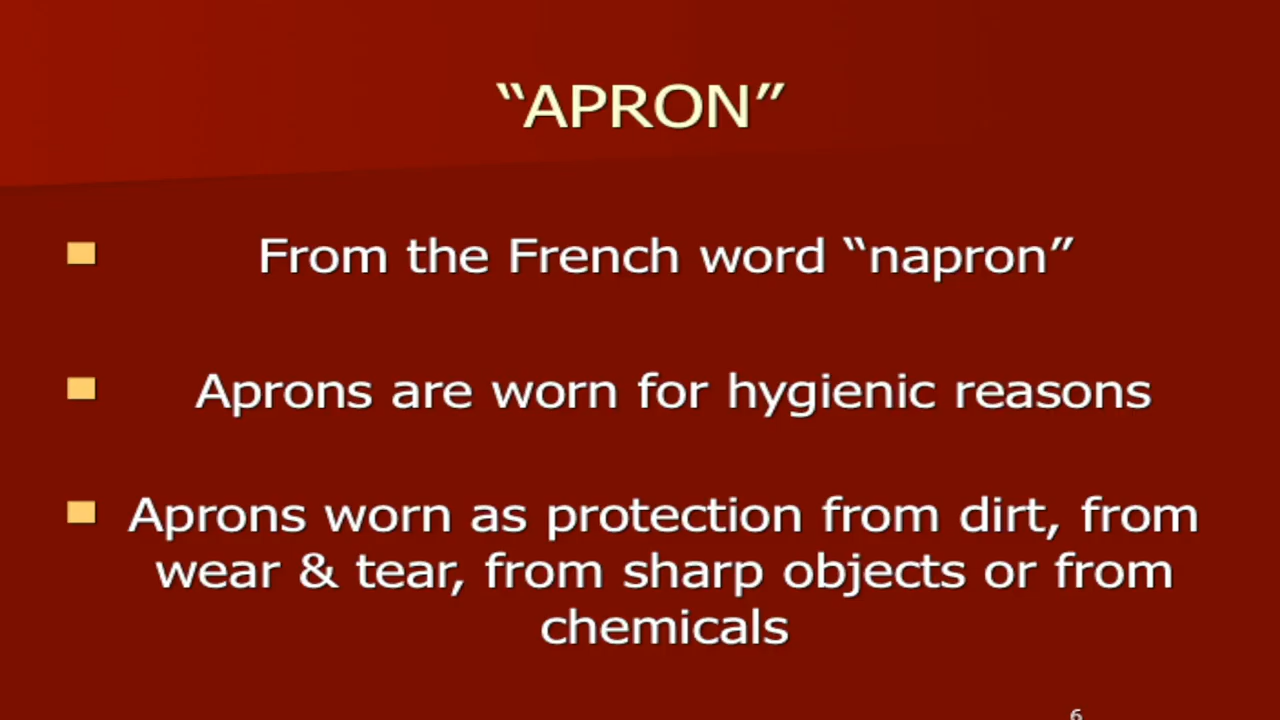 “APRON”
From the French word “napron”
Aprons are worn for hygienic reasons
Aprons worn as protection from dirt, from
wear & tear, from sharp objects or from
chemicals
6